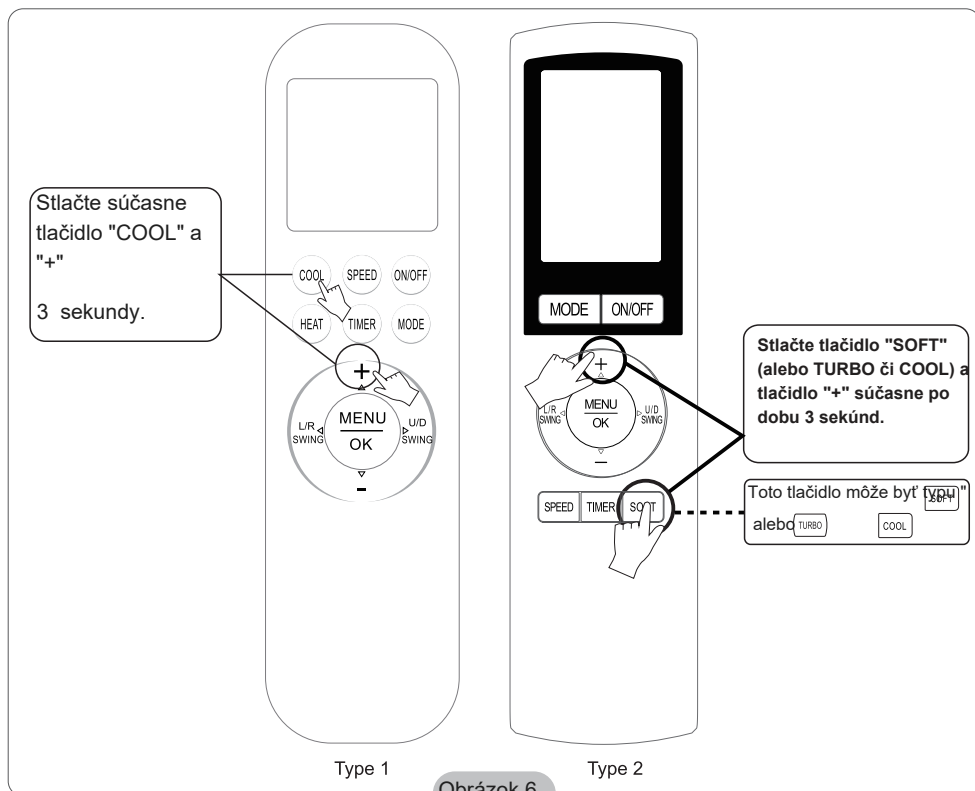 Stlačte súčasne
tlačidlo "COOL" a
"+"
3 sekundy.
COOL SPEED ON/OFF
HEAT TIMER MODE
+
L/R
SWING
MENU
OK
U/D
SWING
-
Type 1
MODE ON/OFF
+
L/R
SWING
MENU
OK
U/D
SWING
-
SPEED TIMER SOFT
Type 2
Stlačte tlačidlo "SOFT"
(alebo TURBO či COOL) a
tlačidlo "+" súčasne po
dobu 3 sekúnd.
Toto tlačidlo môže byť typu " SOFT
alebo TURBO COOL
Obrázok 6